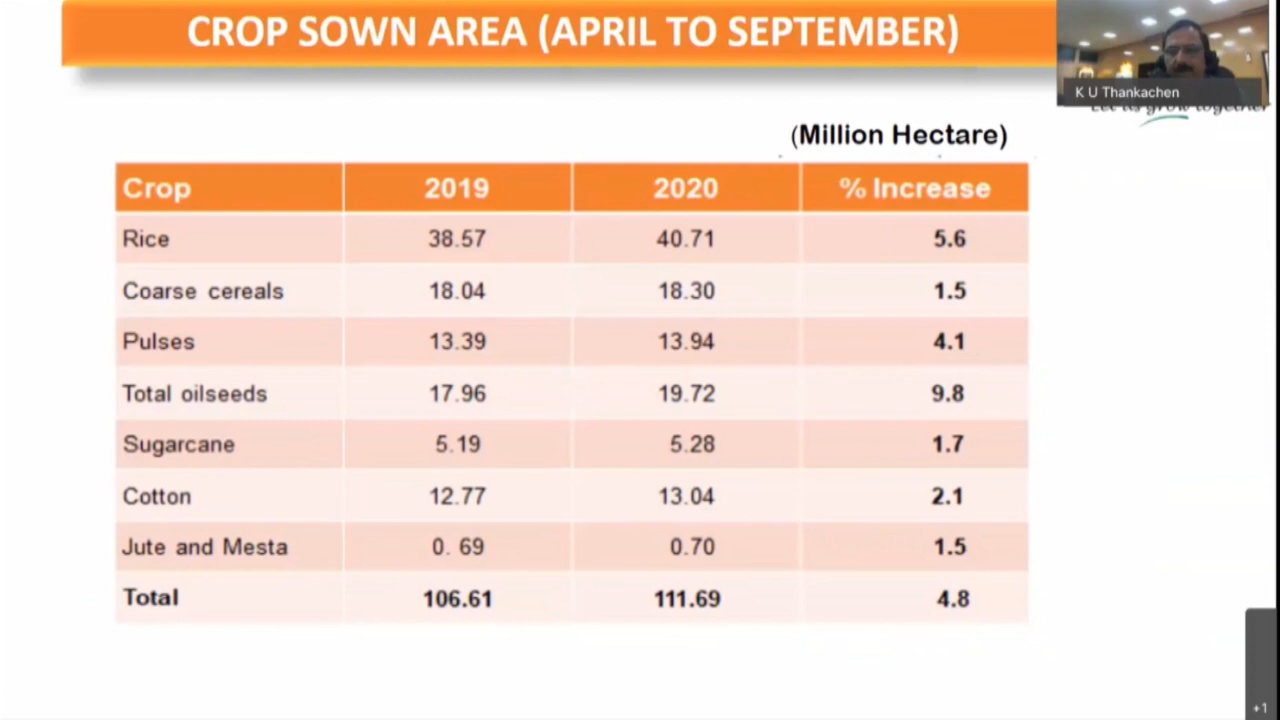 CROP SOWN AREA (APRIL TO SEPTEMBER)
K U Thankachen
(Million Hectare)
Crop 2019 2020 % Increase
Rice 38.57 40.71 5.6
Coarse cereals 18.04 18.30 1.5
Pulses 13.39 13.94 4.1
Total oilseeds 17.96 19.72 9.8
Sugarcane 5.19 5.28 1.7
Cotton 12.77 13.04 2.1
Jute and Mesta 0. 69 0.70 1.5
Total 106.61 111.69 4.8
+1